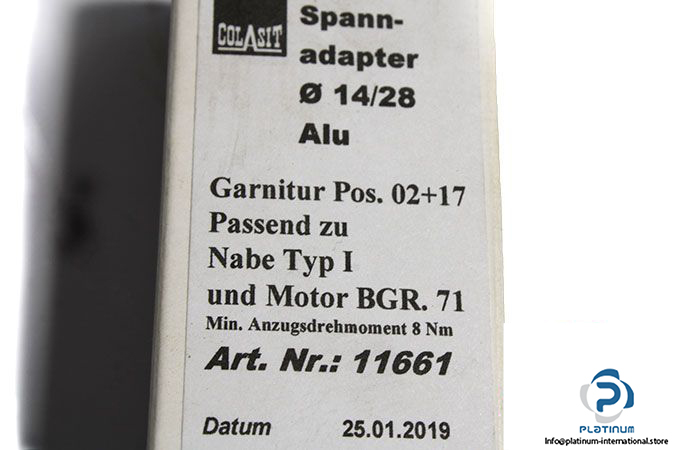 COLASIT
Spann-
adapter
Ø 14/28
Alu
Garnitur Pos. 02+17
Passend zu
Nabe Typ I
und Motor BGR. 71
Min. Anzugsdrehmoment 8 Nm
Art. Nr.: 11661
Datum 25.01.2019
PLATINUM
Info@platinum-international.store